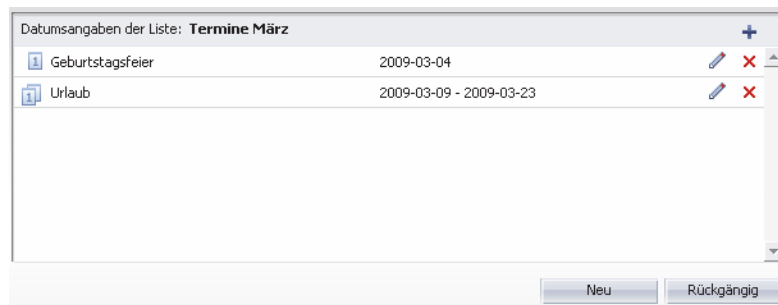 Datumsangaben der Liste: Termine März
Geburtstagsfeier 2009-03-04
Urlaub 2009-03-09 - 2009-03-23
Neu Rückgängig